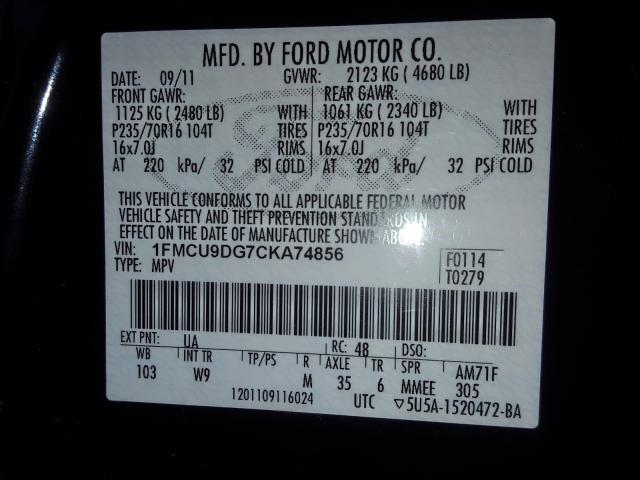 MFD. BY FORD MOTOR CO.
DATE: 09/11 GVWR: 2123 KG ( 4680 LB)
FRONT GAWR: REAR GAWR:
1125 KG ( 2480 LB) WITH 1061 KG ( 2340 LB) WITH
P235/70R16 104T TIRES P235/70R16 104T TIRES
16x7.0J RIMS 16x7.0J RIMS
AT 220 kPa/ 32 PSI COLD AT 220 kPa/ 32 PSI COLD
Ford
THIS VEHICLE CONFORMS TO ALL APPLICABLE FEDERAL MOTOR
VEHICLE SAFETY AND THEFT PREVENTION STANDARDS IN
EFFECT ON THE DATE OF MANUFACTURE SHOWN ABOVE.
VIN: 1FMCU9DG7CKA74856 F0114
TYPE: MPV T0279
EXT PNT: UA RC: 48 DSO:
WB INT TR TP/PS R AXLE TR SPR AM71F
103 W9 M 35 6 MMEE 305
1201109116024 UTC ▽5U5A-1520472-BA